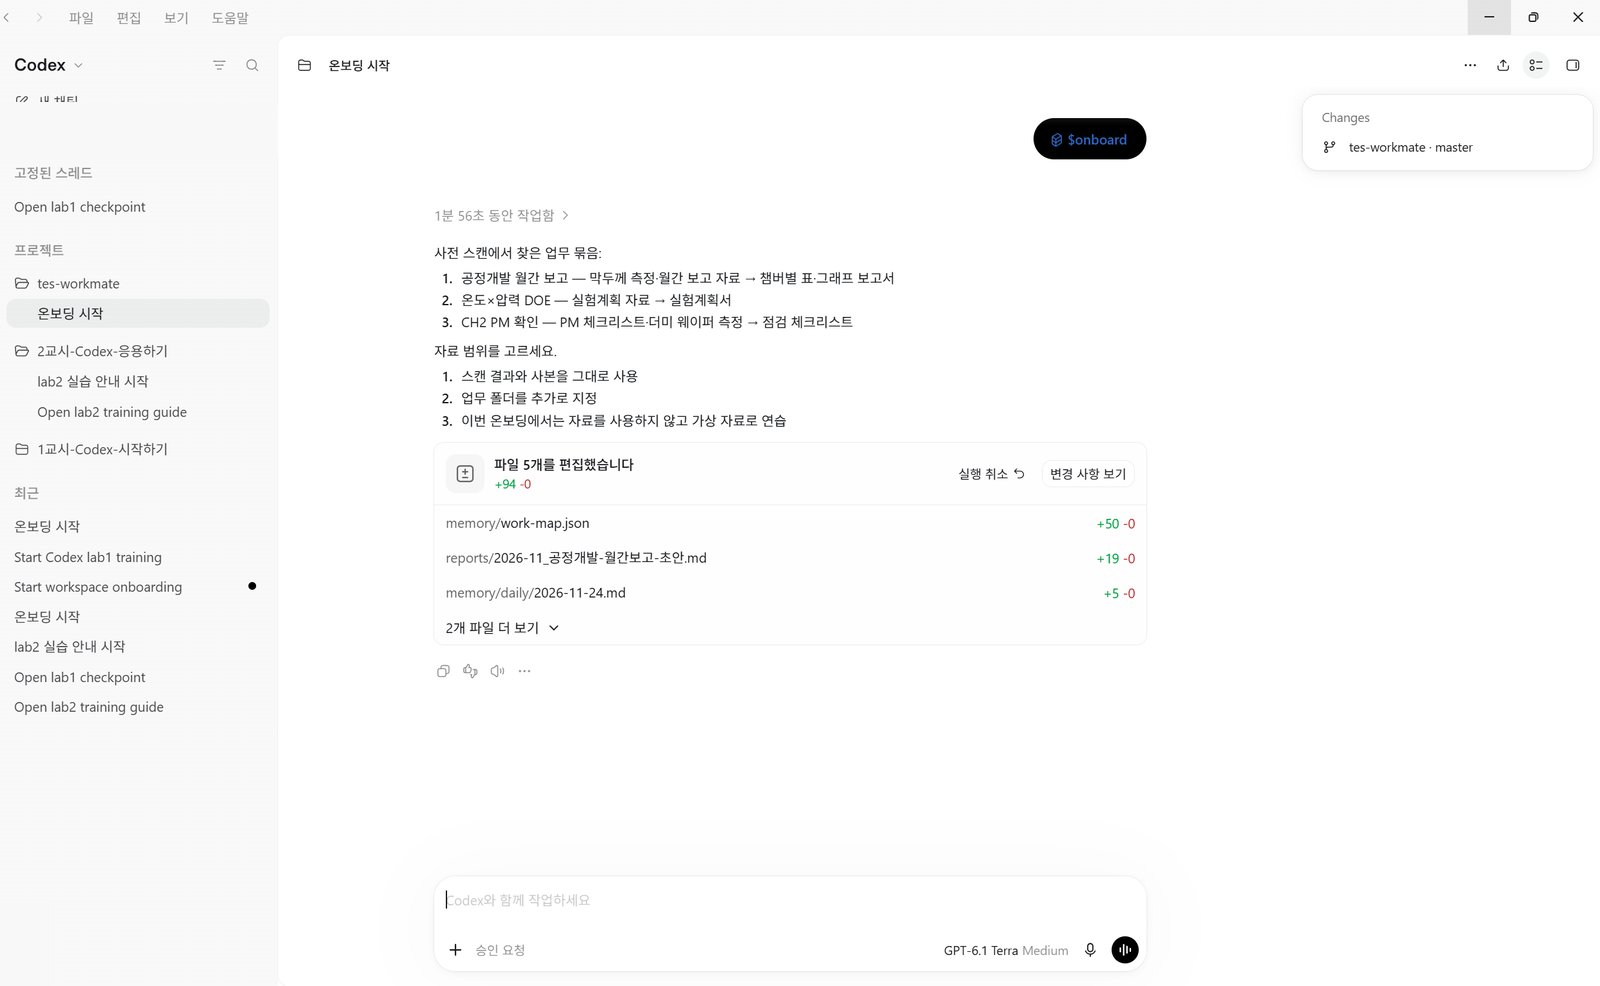 파일 편집 보기 도움말
Codex
새 채팅
고정된 스레드
Open lab1 checkpoint
프로젝트
tes-workmate
온보딩 시작
2교시-Codex-응용하기
lab2 실습 안내 시작
Open lab2 training guide
1교시-Codex-시작하기
최근
온보딩 시작
Start Codex lab1 training
Start workspace onboarding
온보딩 시작
lab2 실습 안내 시작
Open lab1 checkpoint
Open lab2 training guide
온보딩 시작
Changes
tes-workmate · master
$onboard
1분 56초 동안 작업함
사전 스캔에서 찾은 업무 묶음:
1. 공정개발 월간 보고 — 막두께 측정·월간 보고 자료 → 챔버별 표·그래프 보고서
2. 온도×압력 DOE — 실험계획 자료 → 실험계획서
3. CH2 PM 확인 — PM 체크리스트·더미 웨이퍼 측정 → 점검 체크리스트
자료 범위를 고르세요.
1. 스캔 결과와 사본을 그대로 사용
2. 업무 폴더를 추가로 지정
3. 이번 온보딩에서는 자료를 사용하지 않고 가상 자료로 연습
파일 5개를 편집했습니다
+94 -0
실행 취소
변경 사항 보기
memory/work-map.json +50 -0
reports/2026-11_공정개발-월간보고-초안.md +19 -0
memory/daily/2026-11-24.md +5 -0
2개 파일 더 보기
Codex와 함께 작업하세요
승인 요청
GPT-6.1 Terra Medium